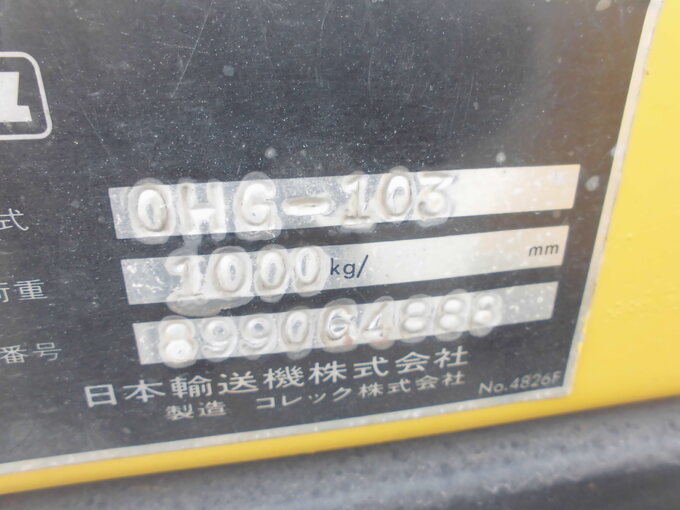 式 OHG-103
荷重 1000 kg/ mm
番号 8990G4888
日本輸送機株式会社
製造 コレック株式会社 No.4826F